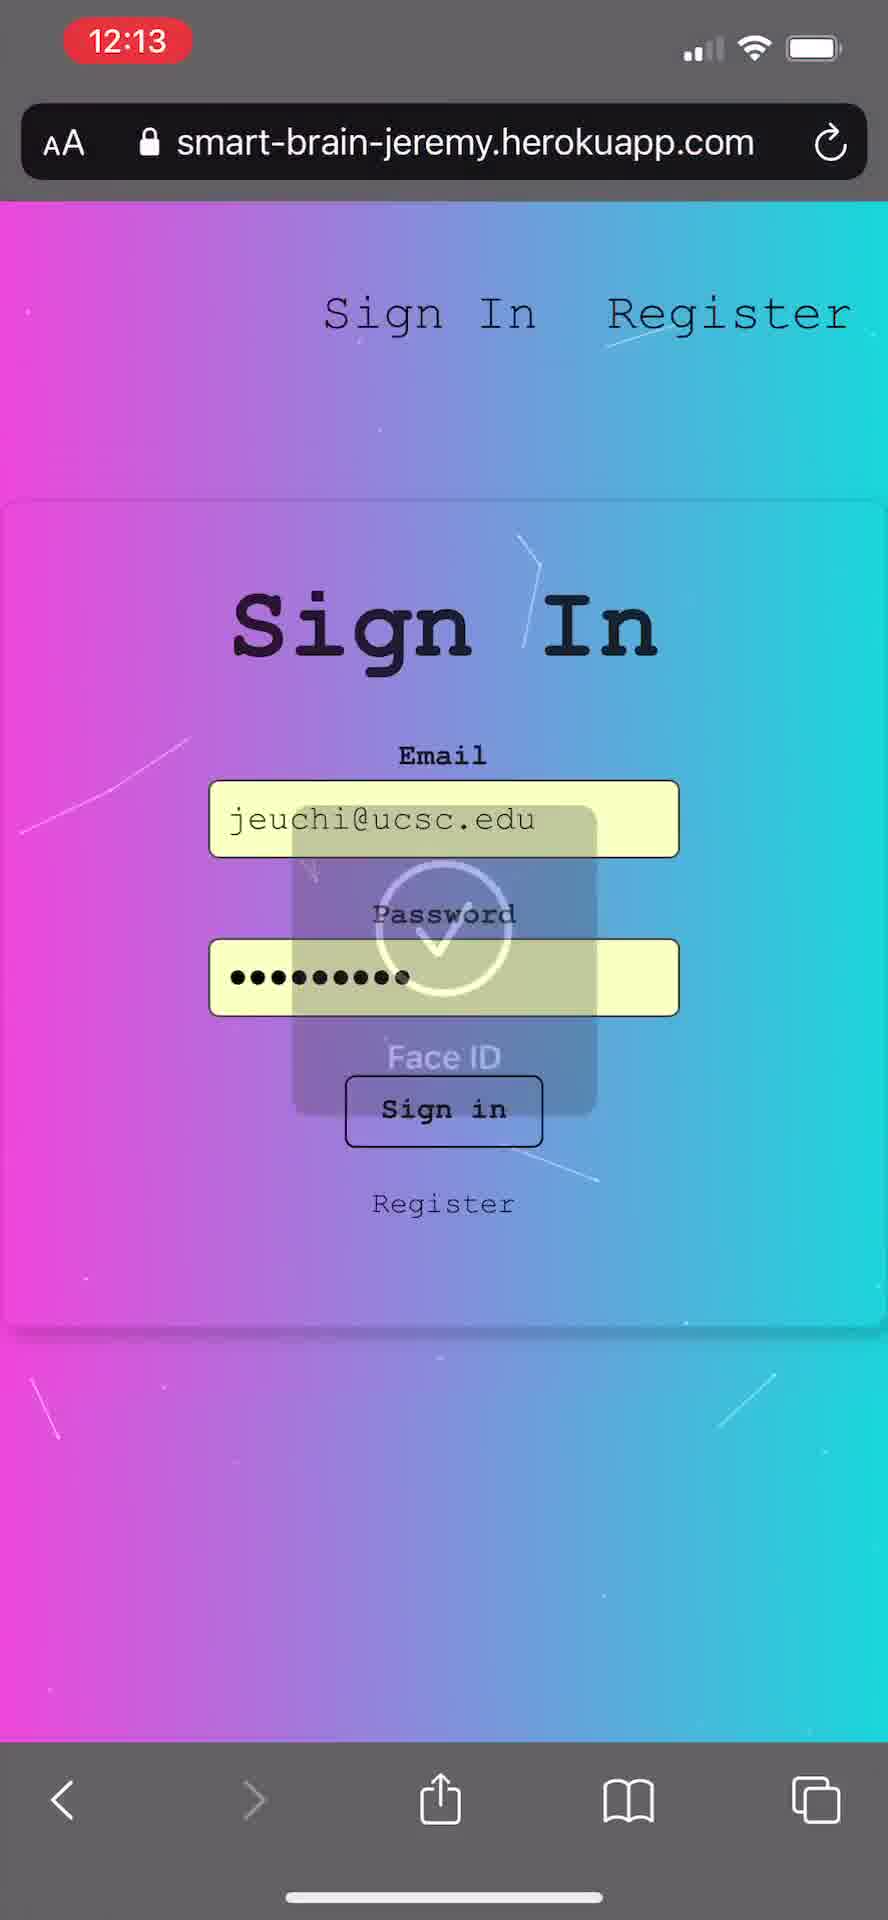 12:13
AA smart-brain-jeremy.herokuapp.com
Sign In Register
Sign In
Email
jeuchi@ucsc.edu
Password
•••••••••
Face ID
Sign in
Register